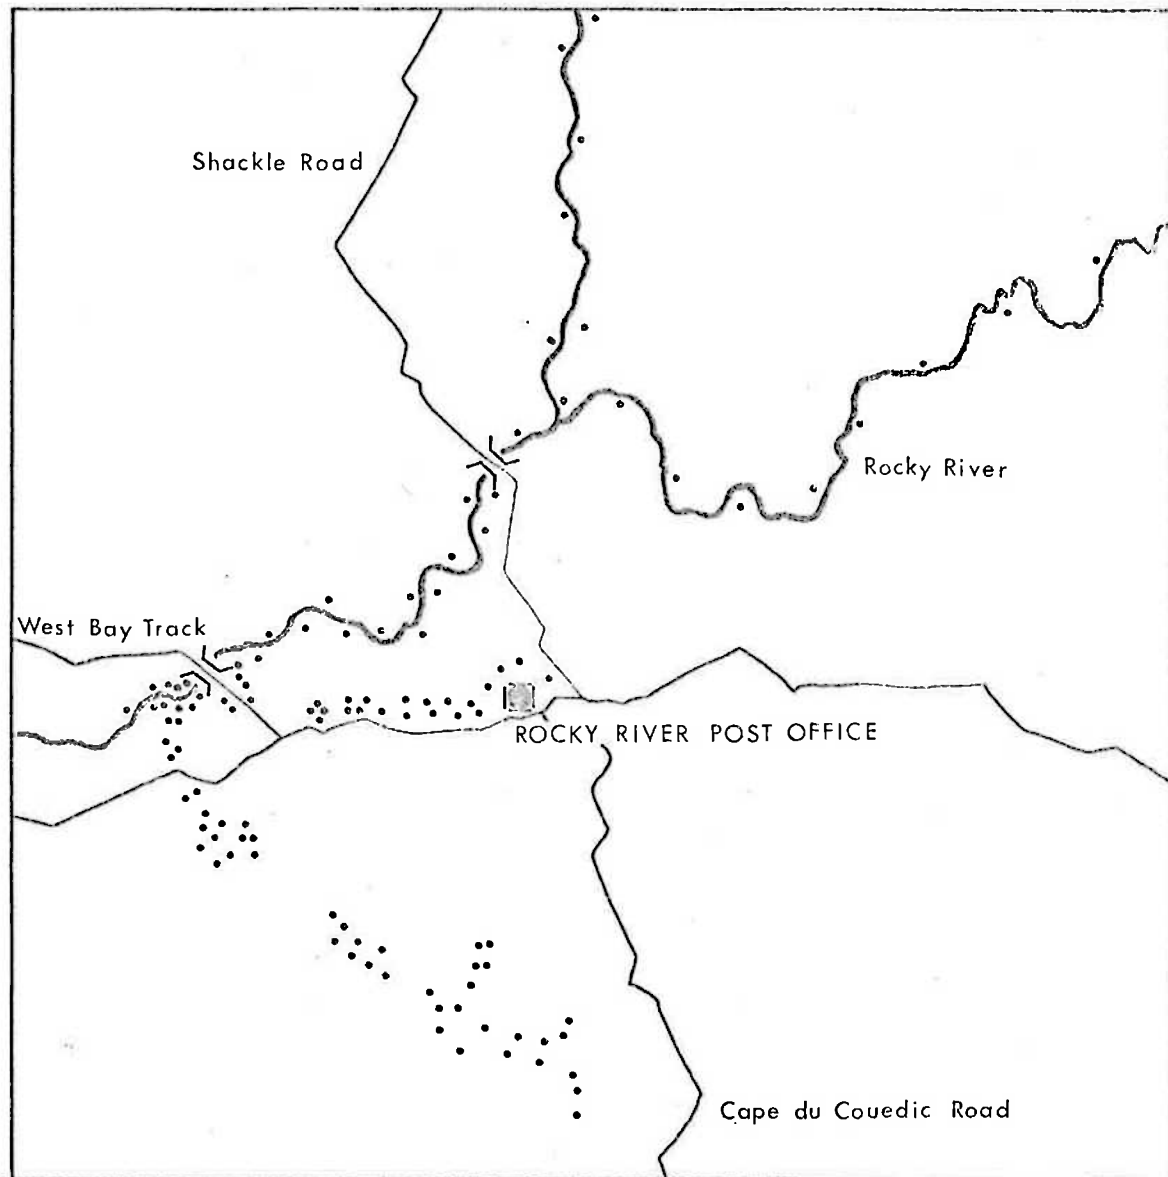 Shackle Road
Rocky River
West Bay Track
ROCKY RIVER POST OFFICE
Cape du Couedic Road